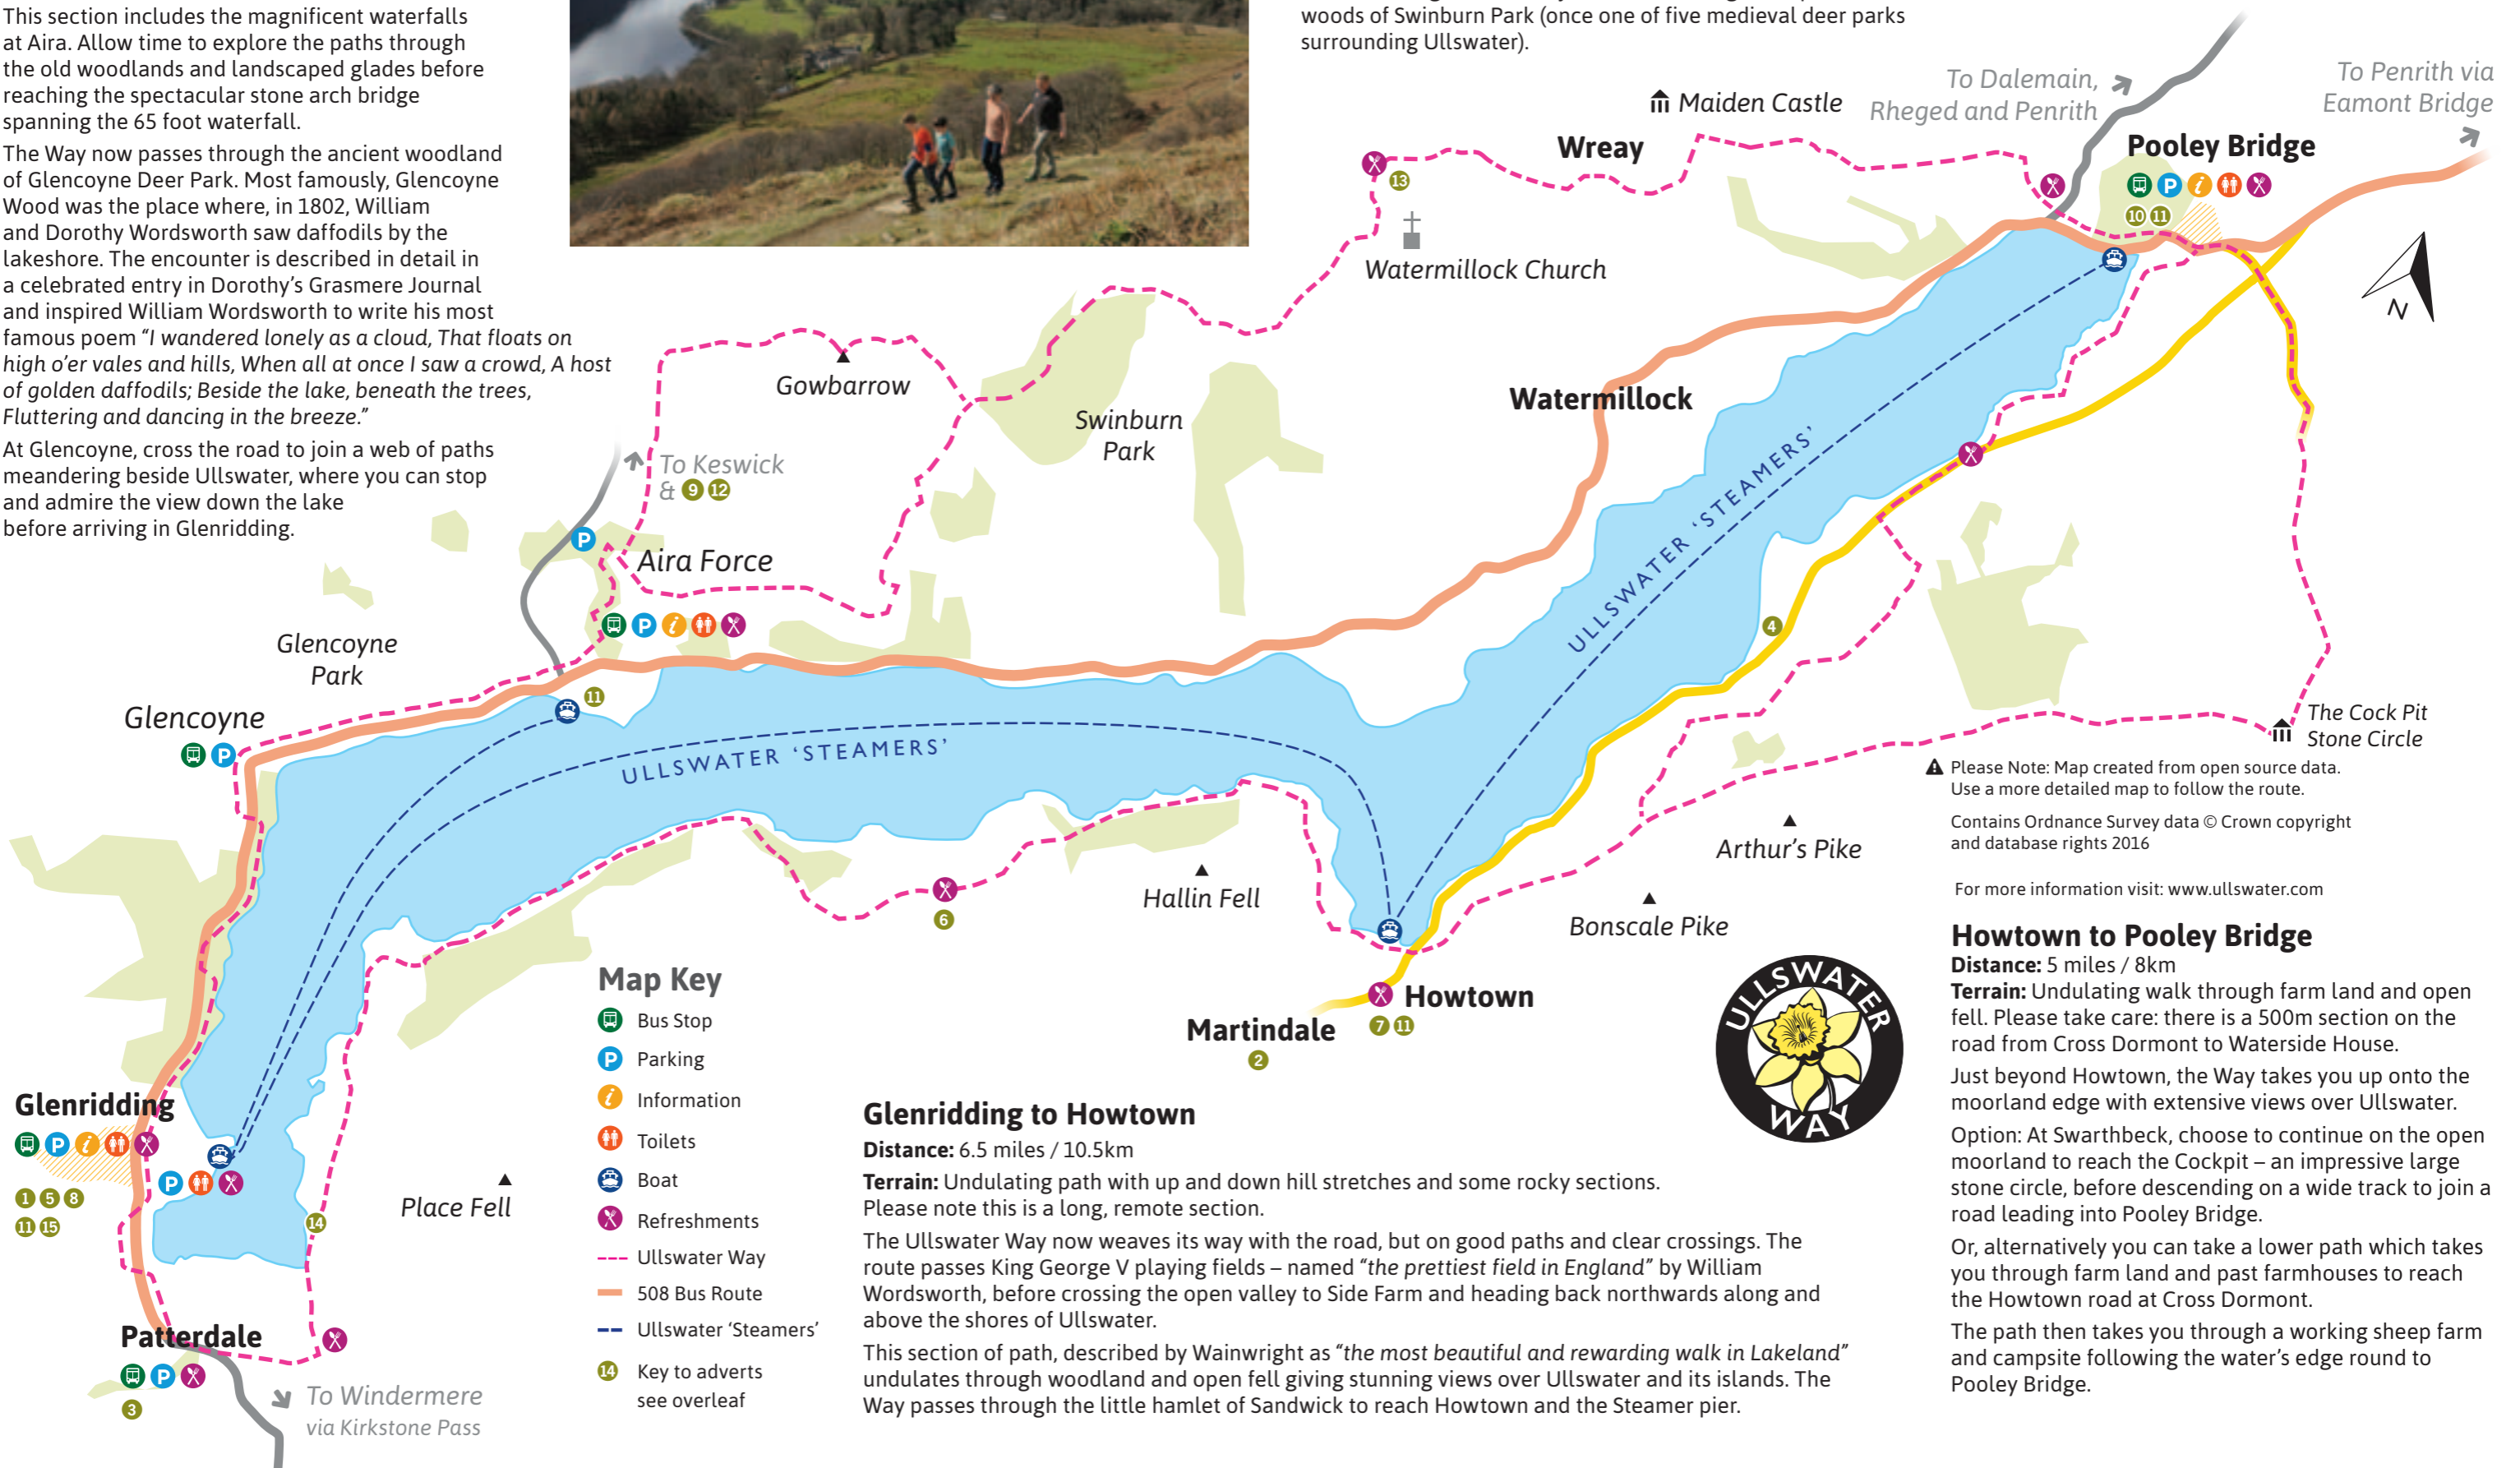 This section includes the magnificent waterfalls
at Aira. Allow time to explore the paths through
the old woodlands and landscaped glades before
reaching the spectacular stone arch bridge
spanning the 65 foot waterfall.
The Way now passes through the ancient woodland
of Glencoyne Deer Park. Most famously, Glencoyne
Wood was the place where, in 1802, William
and Dorothy Wordsworth saw daffodils by the
lakeshore. The encounter is described in detail in
a celebrated entry in Dorothy’s Grasmere Journal
and inspired William Wordsworth to write his most
famous poem “I wandered lonely as a cloud, That floats on
high o’er vales and hills, When all at once I saw a crowd, A host
of golden daffodils; Beside the lake, beneath the trees,
Fluttering and dancing in the breeze.”
At Glencoyne, cross the road to join a web of paths
meandering beside Ullswater, where you can stop
and admire the view down the lake
before arriving in Glenridding.
woods of Swinburn Park (once one of five medieval deer parks
surrounding Ullswater).
To Dalemain,
Rheged and Penrith
To Penrith via
Eamont Bridge
Maiden Castle
Wreay
Pooley Bridge
P i
10 11
13
Watermillock Church
N
Gowbarrow
Swinburn
Park
Watermillock
To Keswick
& 9 12
P
Aira Force
P i
ULLSWATER ‘STEAMERS’
4
Glencoyne
Park
Glencoyne
P
11
ULLSWATER ‘STEAMERS’
The Cock Pit
Stone Circle
Please Note: Map created from open source data.
Use a more detailed map to follow the route.
Contains Ordnance Survey data © Crown copyright
and database rights 2016
For more information visit: www.ullswater.com
Arthur’s Pike
Hallin Fell
Bonscale Pike
6
Howtown
7 11
Martindale
2
ULLSWATER
WAY
Glenridding
P i
P
1 5 8
11 15
14
Place Fell
Patterdale
P
3
To Windermere
via Kirkstone Pass
Map Key
Bus Stop
P Parking
i Information
Toilets
Boat
Refreshments
Ullswater Way
508 Bus Route
Ullswater ‘Steamers’
14 Key to adverts
see overleaf
Glenridding to Howtown
Distance: 6.5 miles / 10.5km
Terrain: Undulating path with up and down hill stretches and some rocky sections.
Please note this is a long, remote section.
The Ullswater Way now weaves its way with the road, but on good paths and clear crossings. The
route passes King George V playing fields – named “the prettiest field in England” by William
Wordsworth, before crossing the open valley to Side Farm and heading back northwards along and
above the shores of Ullswater.
This section of path, described by Wainwright as “the most beautiful and rewarding walk in Lakeland”
undulates through woodland and open fell giving stunning views over Ullswater and its islands. The
Way passes through the little hamlet of Sandwick to reach Howtown and the Steamer pier.
Howtown to Pooley Bridge
Distance: 5 miles / 8km
Terrain: Undulating walk through farm land and open
fell. Please take care: there is a 500m section on the
road from Cross Dormont to Waterside House.
Just beyond Howtown, the Way takes you up onto the
moorland edge with extensive views over Ullswater.
Option: At Swarthbeck, choose to continue on the open
moorland to reach the Cockpit – an impressive large
stone circle, before descending on a wide track to join a
road leading into Pooley Bridge.
Or, alternatively you can take a lower path which takes
you through farm land and past farmhouses to reach
the Howtown road at Cross Dormont.
The path then takes you through a working sheep farm
and campsite following the water’s edge round to
Pooley Bridge.